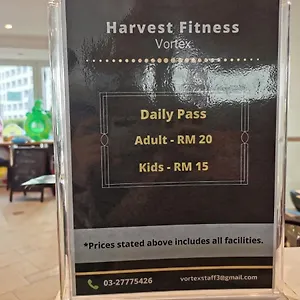 Harvest Fitness
Vortex
Daily Pass
Adult - RM 20
Kids - RM 15
*Prices stated above includes all facilities.
03-27775426
vortexstaff3@gmail.com